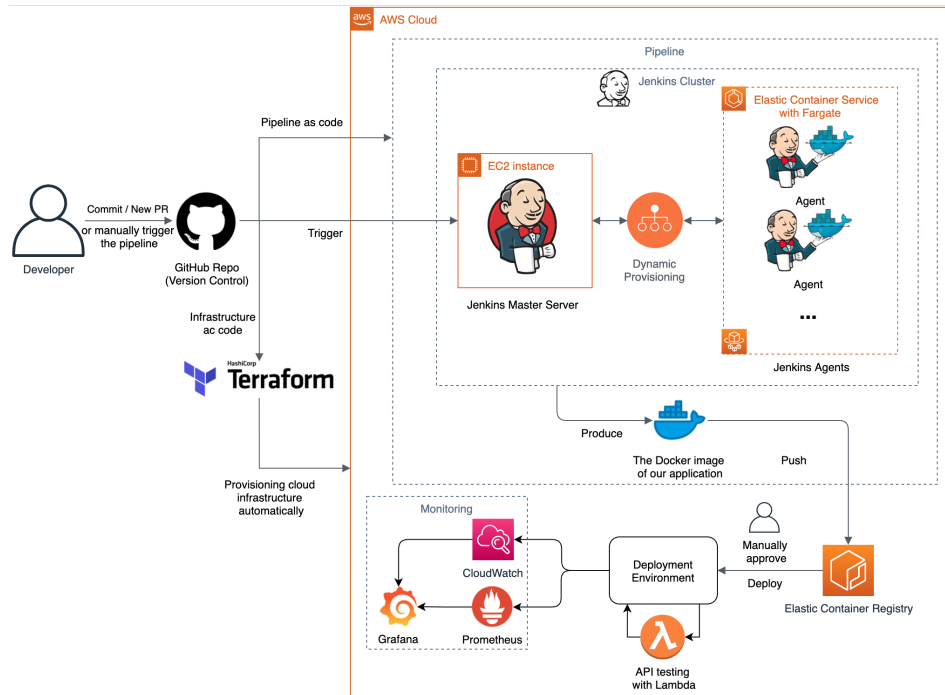 aws
AWS Cloud
Pipeline
Jenkins Cluster
Elastic Container Service
with Fargate
Pipeline as code
EC2 instance
Agent
Commit / New PR
or manually trigger
the pipeline
Trigger
Developer
GitHub Repo
(Version Control)
Dynamic
Provisioning
Agent
Jenkins Master Server
...
Infrastructure
ac code
HashiCorp
Terraform
Jenkins Agents
Produce
The Docker image
of our application
Push
Provisioning cloud
infrastructure
automatically
Monitoring
Manually
approve
CloudWatch
Deployment
Environment
Deploy
Elastic Container Registry
Grafana
Prometheus
API testing
with Lambda